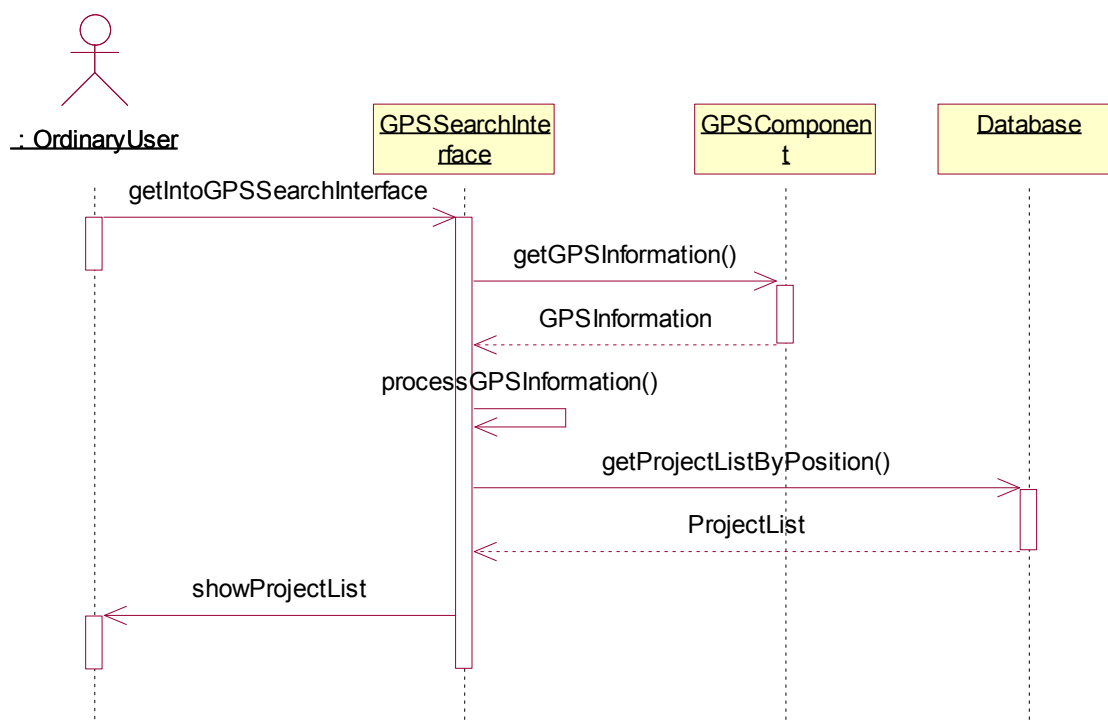 : OrdinaryUser
GPSSearchInte
rface
GPSComponen
t
Database
getIntoGPSSearchInterface
getGPSInformation()
GPSInformation
processGPSInformation()
getProjectListByPosition()
ProjectList
showProjectList